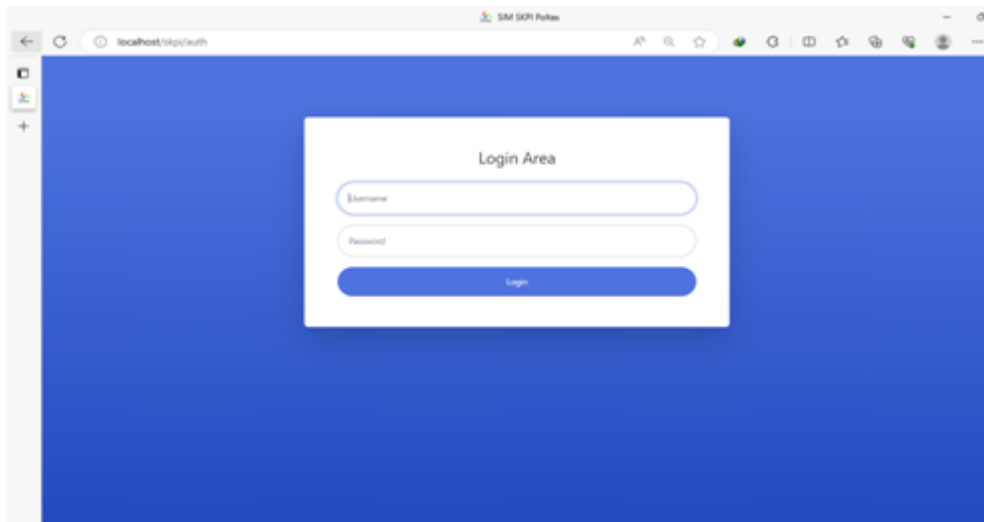 SIM SKPI Poltas
localhost/skpi/auth
Login Area
Username
Password
Login